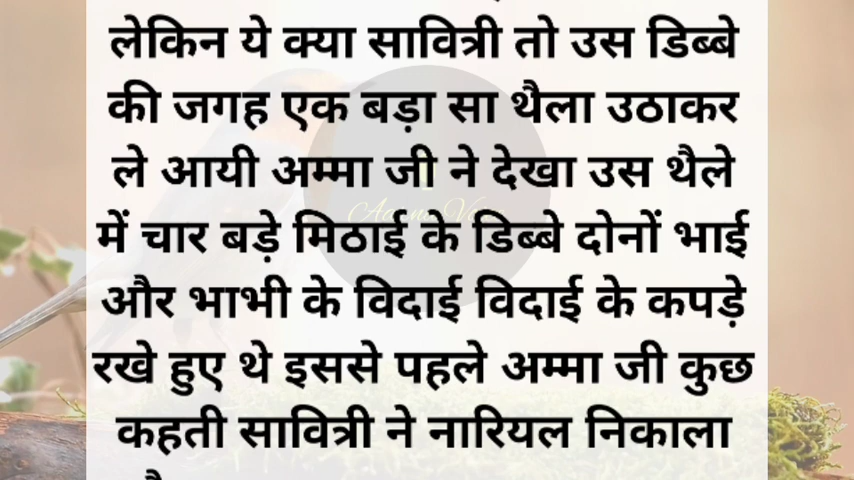 लेकिन ये क्या सावित्री तो उस डिब्बे
की जगह एक बड़ा सा थैला उठाकर
ले आयी अम्मा जी ने देखा उस थैले
में चार बड़े मिठाई के डिब्बे दोनों भाई
और भाभी के विदाई विदाई के कपड़े
रखे हुए थे इससे पहले अम्मा जी कुछ
कहती सावित्री ने नारियल निकाला